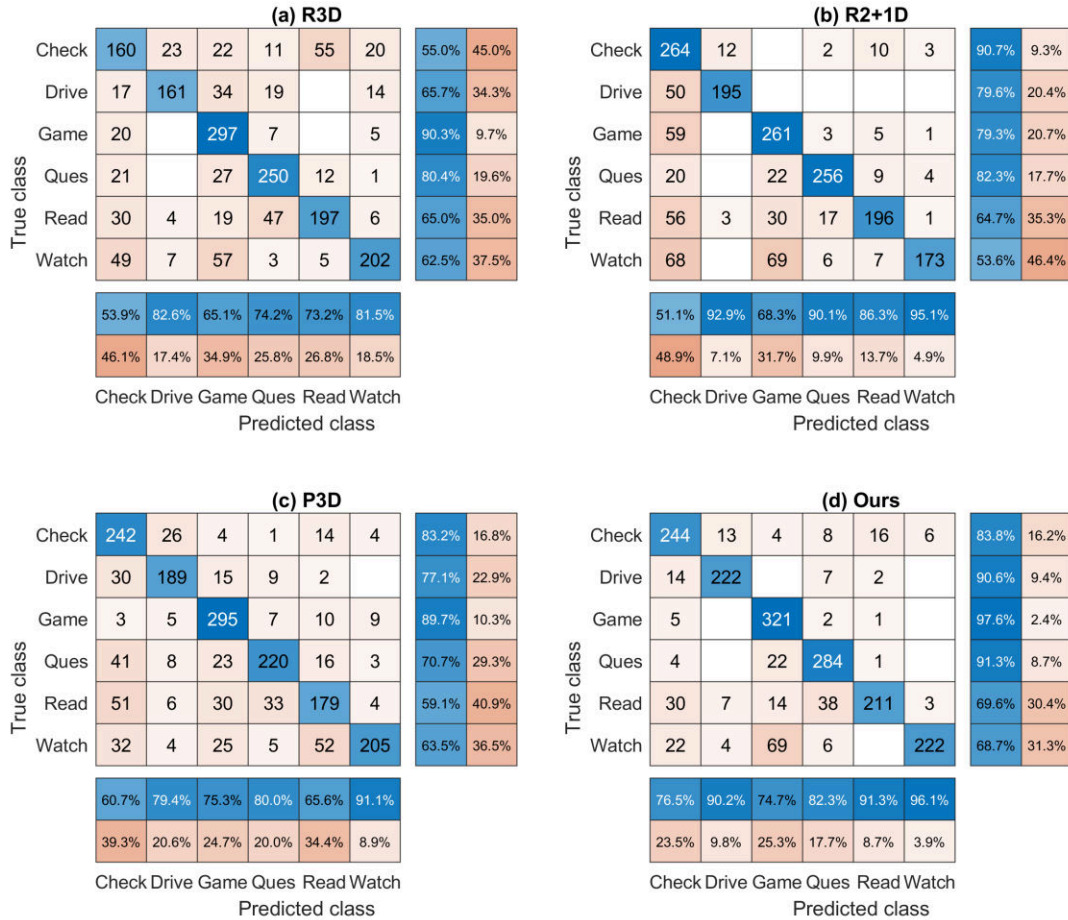 (a) R3D
True class
Check 160 23 22 11 55 20 55.0% 45.0%
Drive 17 161 34 19 14 65.7% 34.3%
Game 20 297 7 5 90.3% 9.7%
Ques 21 27 250 12 1 80.4% 19.6%
Read 30 4 19 47 197 6 65.0% 35.0%
Watch 49 7 57 3 5 202 62.5% 37.5%
53.9% 82.6% 65.1% 74.2% 73.2% 81.5%
46.1% 17.4% 34.9% 25.8% 26.8% 18.5%
Check Drive Game Ques Read Watch
Predicted class
(b) R2+1D
True class
Check 264 12 2 10 3 90.7% 9.3%
Drive 50 195 79.6% 20.4%
Game 59 261 3 5 1 79.3% 20.7%
Ques 20 22 256 9 4 82.3% 17.7%
Read 56 3 30 17 196 1 64.7% 35.3%
Watch 68 69 6 7 173 53.6% 46.4%
51.1% 92.9% 68.3% 90.1% 86.3% 95.1%
48.9% 7.1% 31.7% 9.9% 13.7% 4.9%
Check Drive Game Ques Read Watch
Predicted class
(c) P3D
True class
Check 242 26 4 1 14 4 83.2% 16.8%
Drive 30 189 15 9 2 77.1% 22.9%
Game 3 5 295 7 10 9 89.7% 10.3%
Ques 41 8 23 220 16 3 70.7% 29.3%
Read 51 6 30 33 179 4 59.1% 40.9%
Watch 32 4 25 5 52 205 63.5% 36.5%
60.7% 79.4% 75.3% 80.0% 65.6% 91.1%
39.3% 20.6% 24.7% 20.0% 34.4% 8.9%
Check Drive Game Ques Read Watch
Predicted class
(d) Ours
True class
Check 244 13 4 8 16 6 83.8% 16.2%
Drive 14 222 7 2 90.6% 9.4%
Game 5 321 2 1 97.6% 2.4%
Ques 4 22 284 1 91.3% 8.7%
Read 30 7 14 38 211 3 69.6% 30.4%
Watch 22 4 69 6 222 68.7% 31.3%
76.5% 90.2% 74.7% 82.3% 91.3% 96.1%
23.5% 9.8% 25.3% 17.7% 8.7% 3.9%
Check Drive Game Ques Read Watch
Predicted class